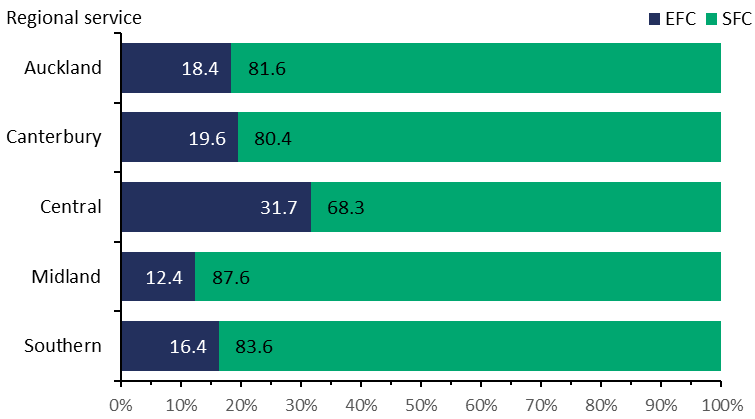 Regional service
EFC SFC
Auckland 18.4 81.6
Canterbury 19.6 80.4
Central 31.7 68.3
Midland 12.4 87.6
Southern 16.4 83.6
0% 10% 20% 30% 40% 50% 60% 70% 80% 90% 100%